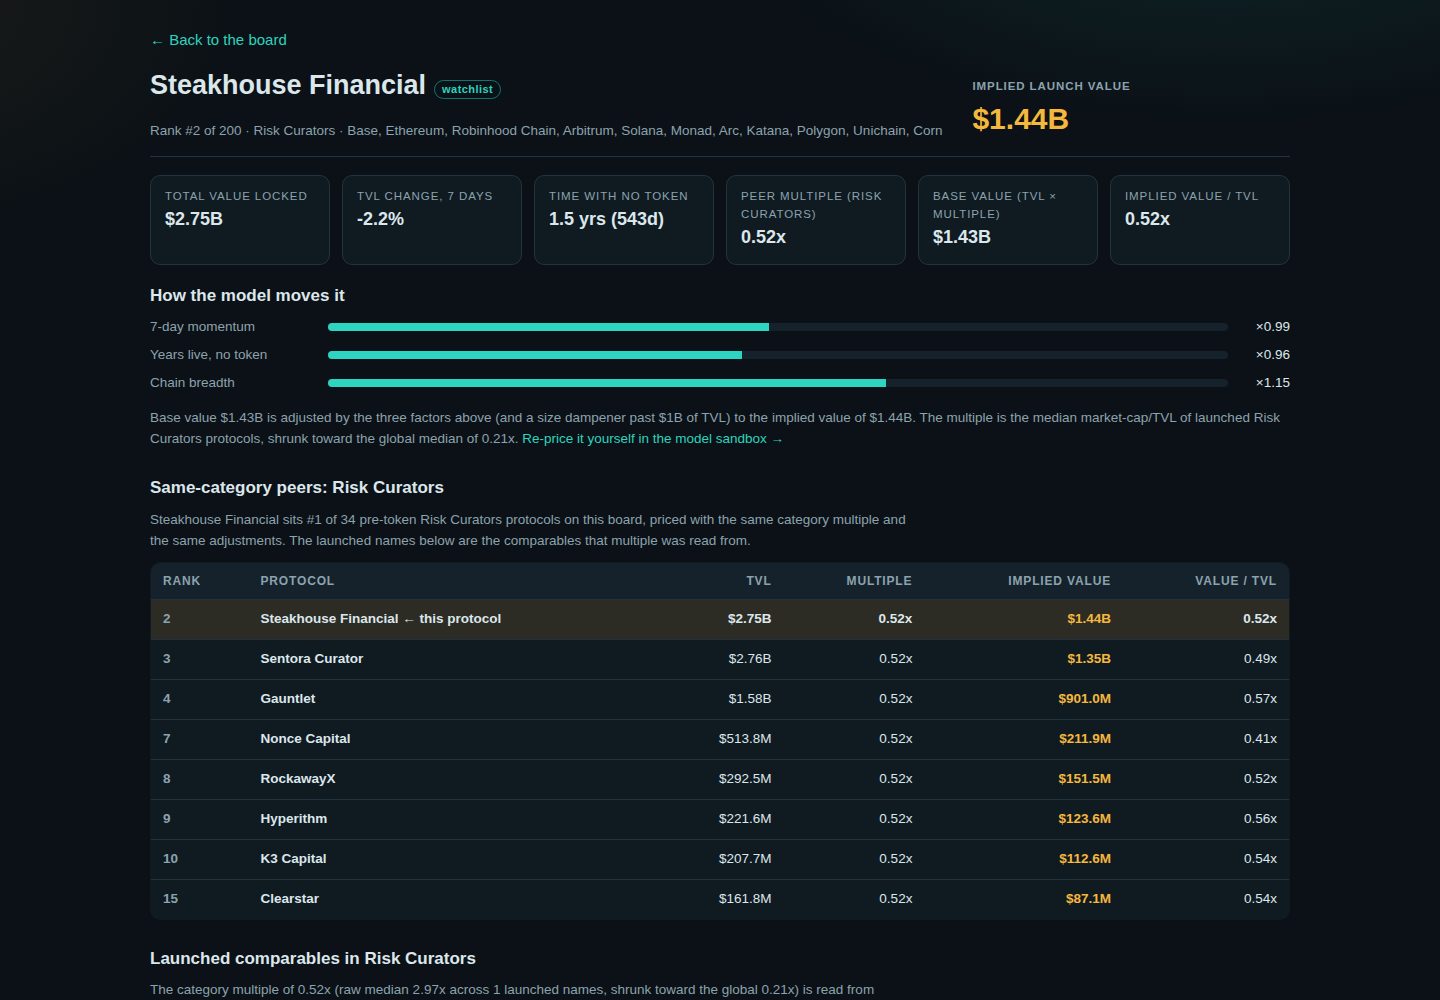 ← Back to the board
Steakhouse Financial watchlist
IMPLIED LAUNCH VALUE
$1.44B
Rank #2 of 200 · Risk Curators · Base, Ethereum, Robinhood Chain, Arbitrum, Solana, Monad, Arc, Katana, Polygon, Unichain, Corn
TOTAL VALUE LOCKED
$2.75B
TVL CHANGE, 7 DAYS
-2.2%
TIME WITH NO TOKEN
1.5 yrs (543d)
PEER MULTIPLE (RISK
CURATORS)
0.52x
BASE VALUE (TVL ×
MULTIPLE)
$1.43B
IMPLIED VALUE / TVL
0.52x
How the model moves it
7-day momentum ×0.99
Years live, no token ×0.96
Chain breadth ×1.15
Base value $1.43B is adjusted by the three factors above (and a size dampener past $1B of TVL) to the implied value of $1.44B. The multiple is the median market-cap/TVL of launched Risk
Curators protocols, shrunk toward the global median of 0.21x. Re-price it yourself in the model sandbox →
Same-category peers: Risk Curators
Steakhouse Financial sits #1 of 34 pre-token Risk Curators protocols on this board, priced with the same category multiple and
the same adjustments. The launched names below are the comparables that multiple was read from.
RANK PROTOCOL TVL MULTIPLE IMPLIED VALUE VALUE / TVL
2 Steakhouse Financial ← this protocol $2.75B 0.52x $1.44B 0.52x
3 Sentora Curator $2.76B 0.52x $1.35B 0.49x
4 Gauntlet $1.58B 0.52x $901.0M 0.57x
7 Nonce Capital $513.8M 0.52x $211.9M 0.41x
8 RockawayX $292.5M 0.52x $151.5M 0.52x
9 Hyperithm $221.6M 0.52x $123.6M 0.56x
10 K3 Capital $207.7M 0.52x $112.6M 0.54x
15 Clearstar $161.8M 0.52x $87.1M 0.54x
Launched comparables in Risk Curators
The category multiple of 0.52x (raw median 2.97x across 1 launched names, shrunk toward the global 0.21x) is read from